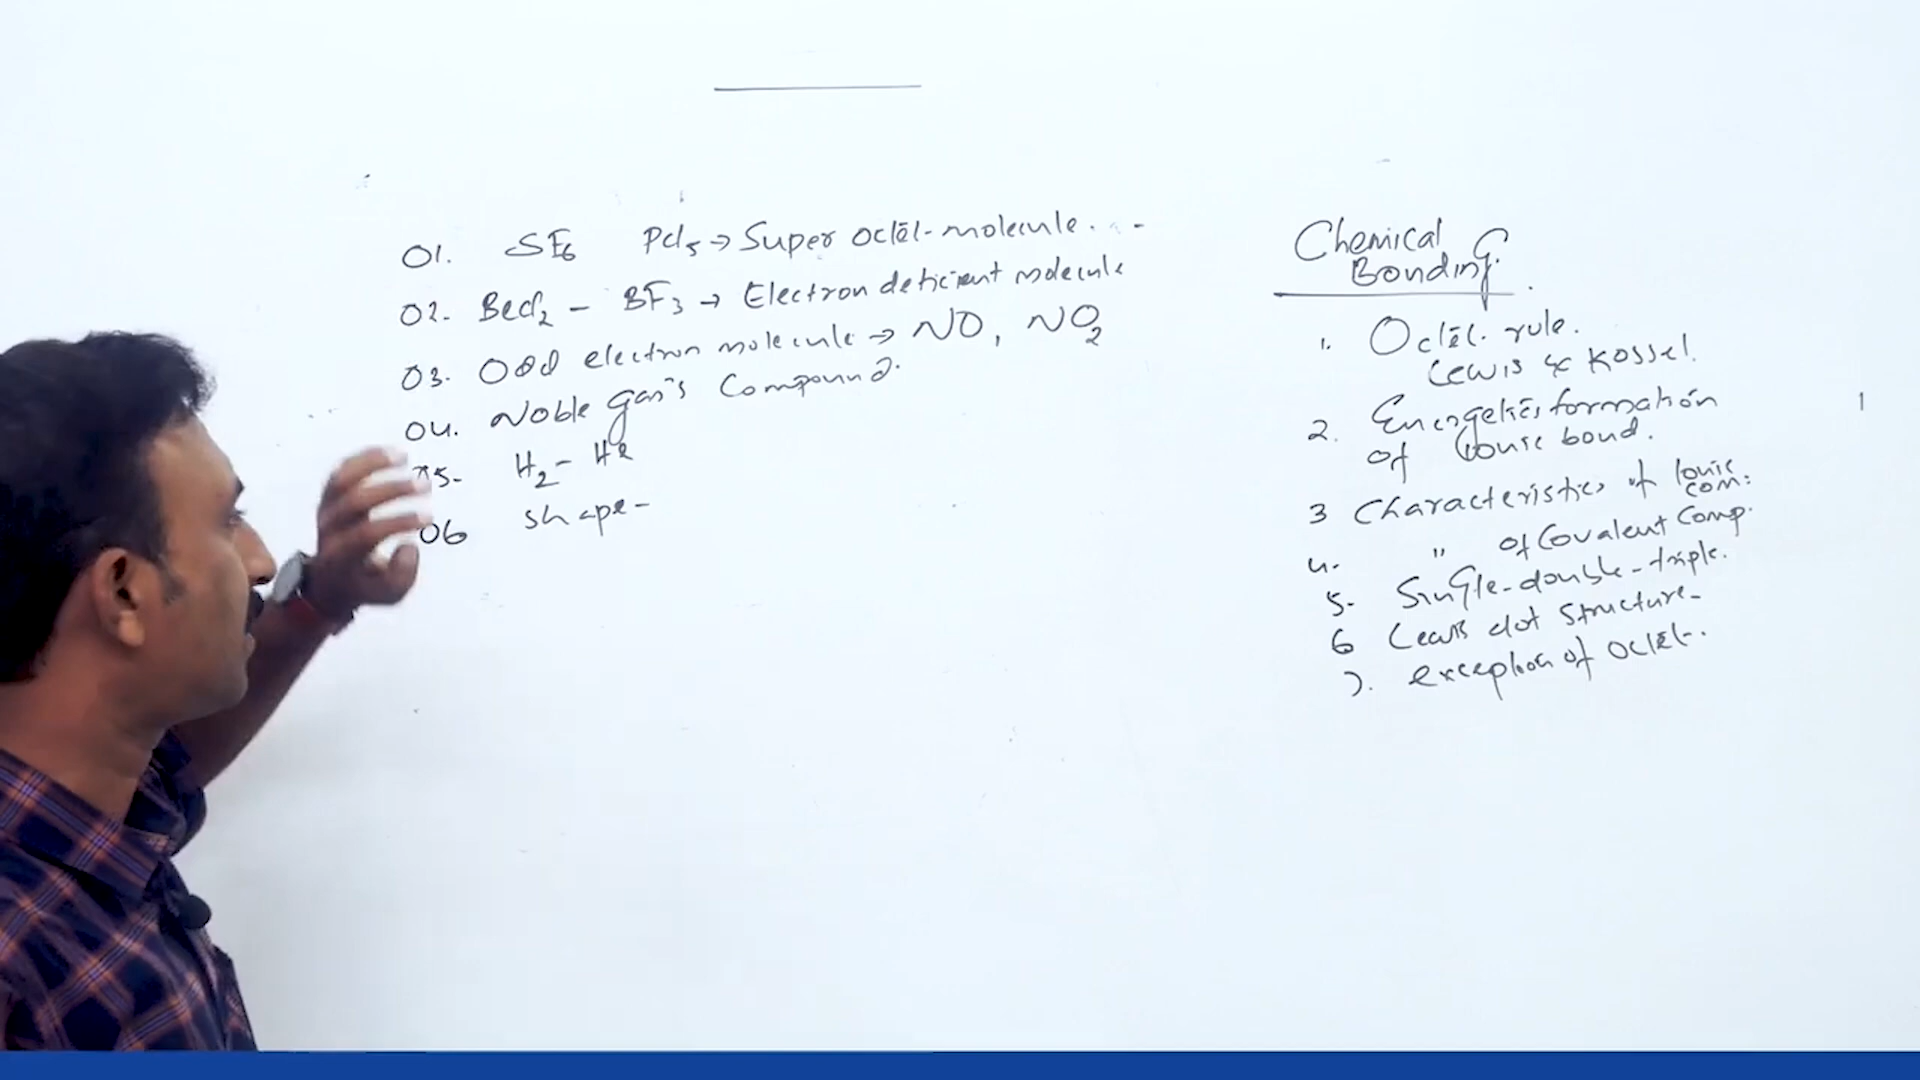 01. SF6 PCl5 → Super octet molecule.
02. BeCl2 - BF3 → Electron deficient molecule
03. Odd electron molecule → NO, NO2
04. Noble gas's Compound.
05. H2 - He
06 shape -
Chemical
Bonding.
1. Octet rule.
Lewis & Kossel.
2. Energetics formation
of Ionic bond.
3 Characteristics of Ionic
com:
4. " of Covalent Comp.
5. Single-double-triple.
6 Lewis dot structure-
7. exception of octet.